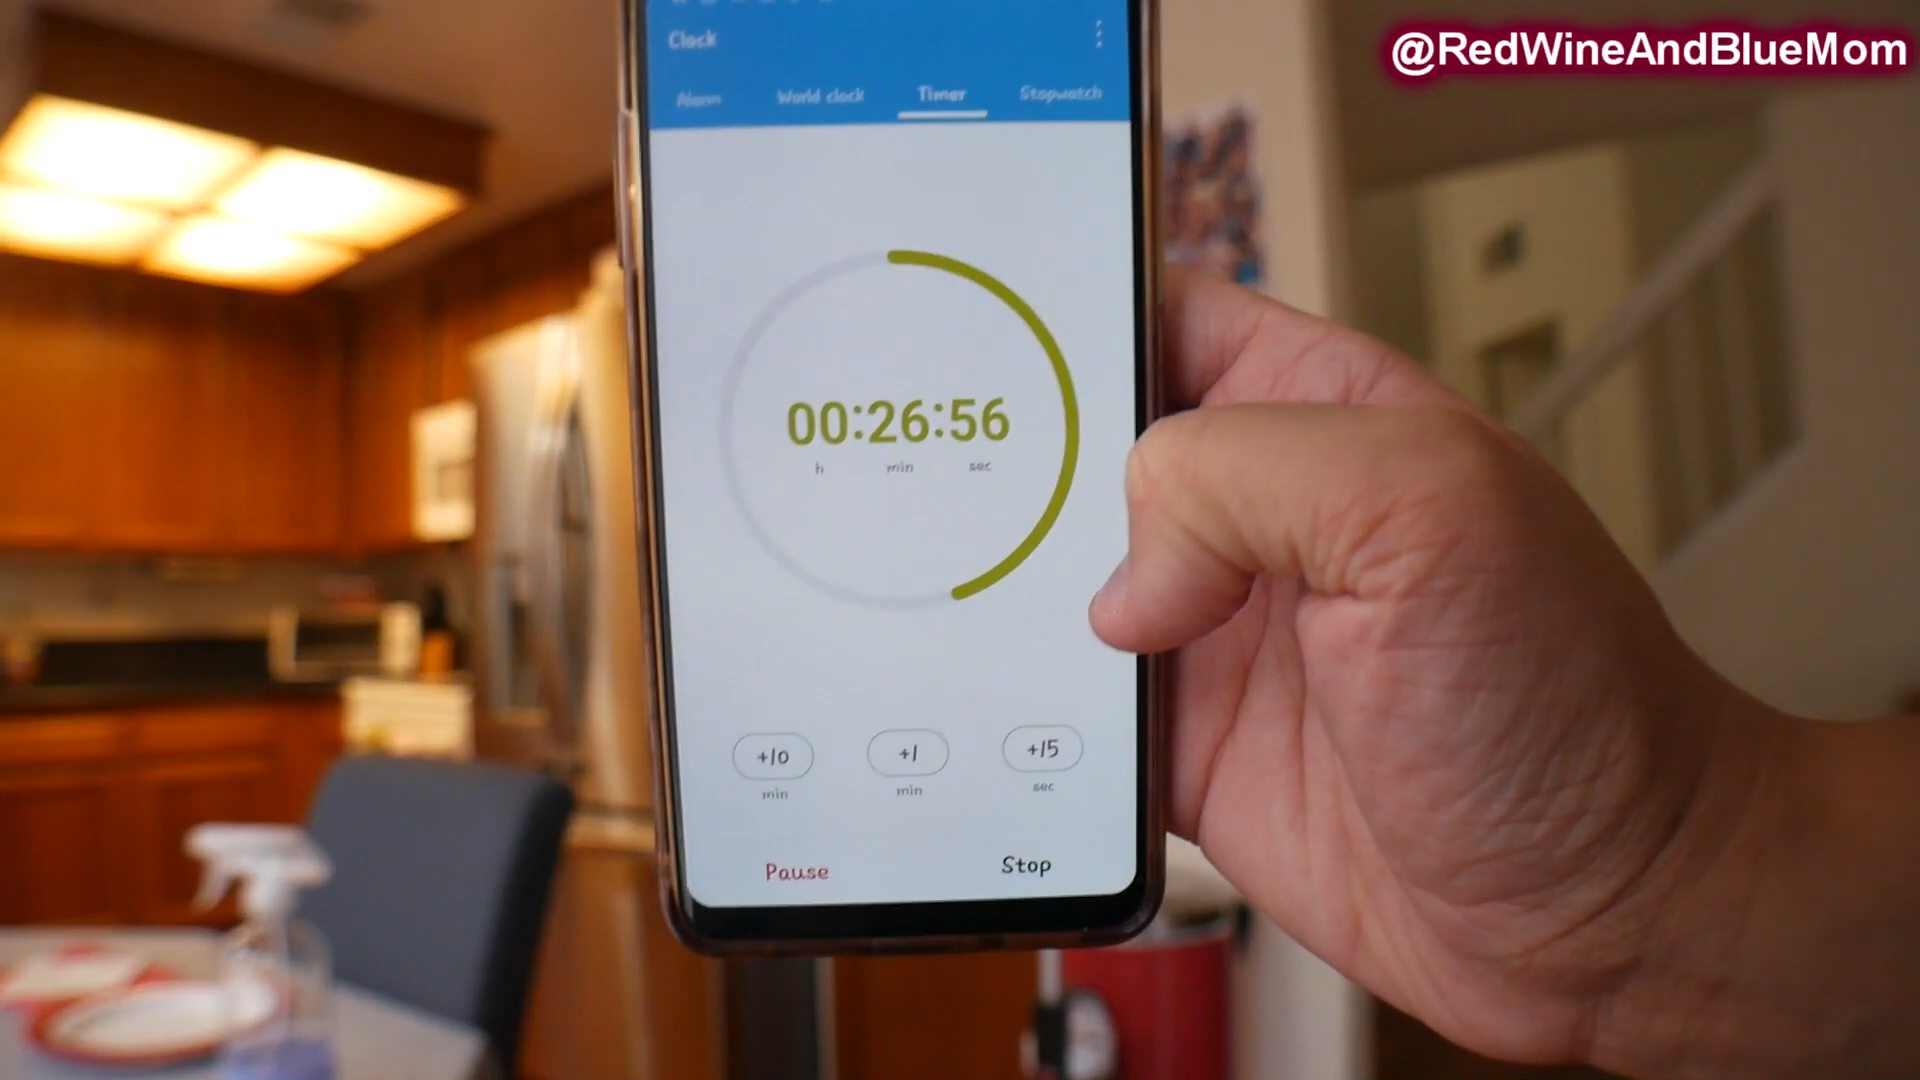 @RedWineAndBlueMom
Clock
Alarm World clock Timer Stopwatch
00:26:56
h min sec
+10 +1 +15
min min sec
Pause Stop